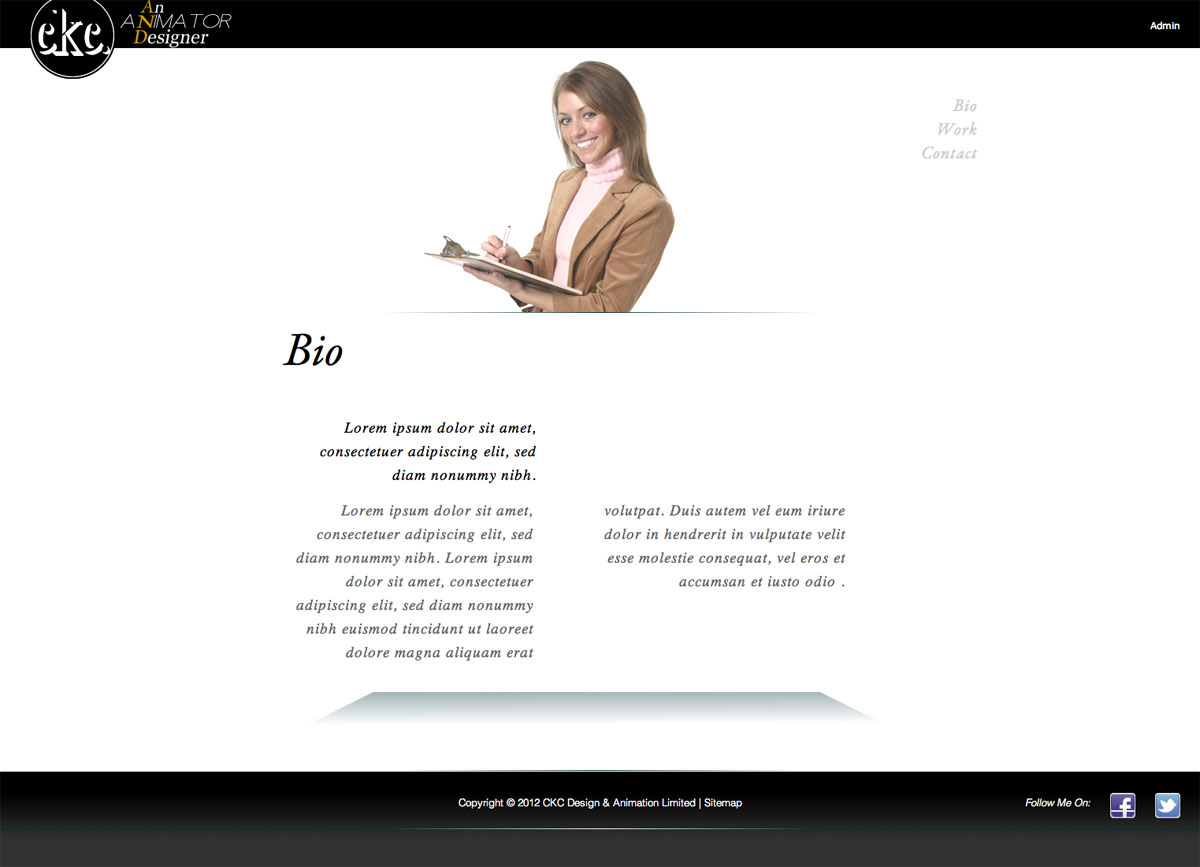 ckc
An
ANIMATOR
Designer
Admin
Bio
Work
Contact
Bio
Lorem ipsum dolor sit amet,
consectetuer adipiscing elit, sed
diam nonummy nibh.
Lorem ipsum dolor sit amet,
consectetuer adipiscing elit, sed
diam nonummy nibh. Lorem ipsum
dolor sit amet, consectetuer
adipiscing elit, sed diam nonummy
nibh euismod tincidunt ut laoreet
dolore magna aliquam erat
volutpat. Duis autem vel eum iriure
dolor in hendrerit in vulputate velit
esse molestie consequat, vel eros et
accumsan et iusto odio .
Copyright © 2012 CKC Design & Animation Limited | Sitemap
Follow Me On: